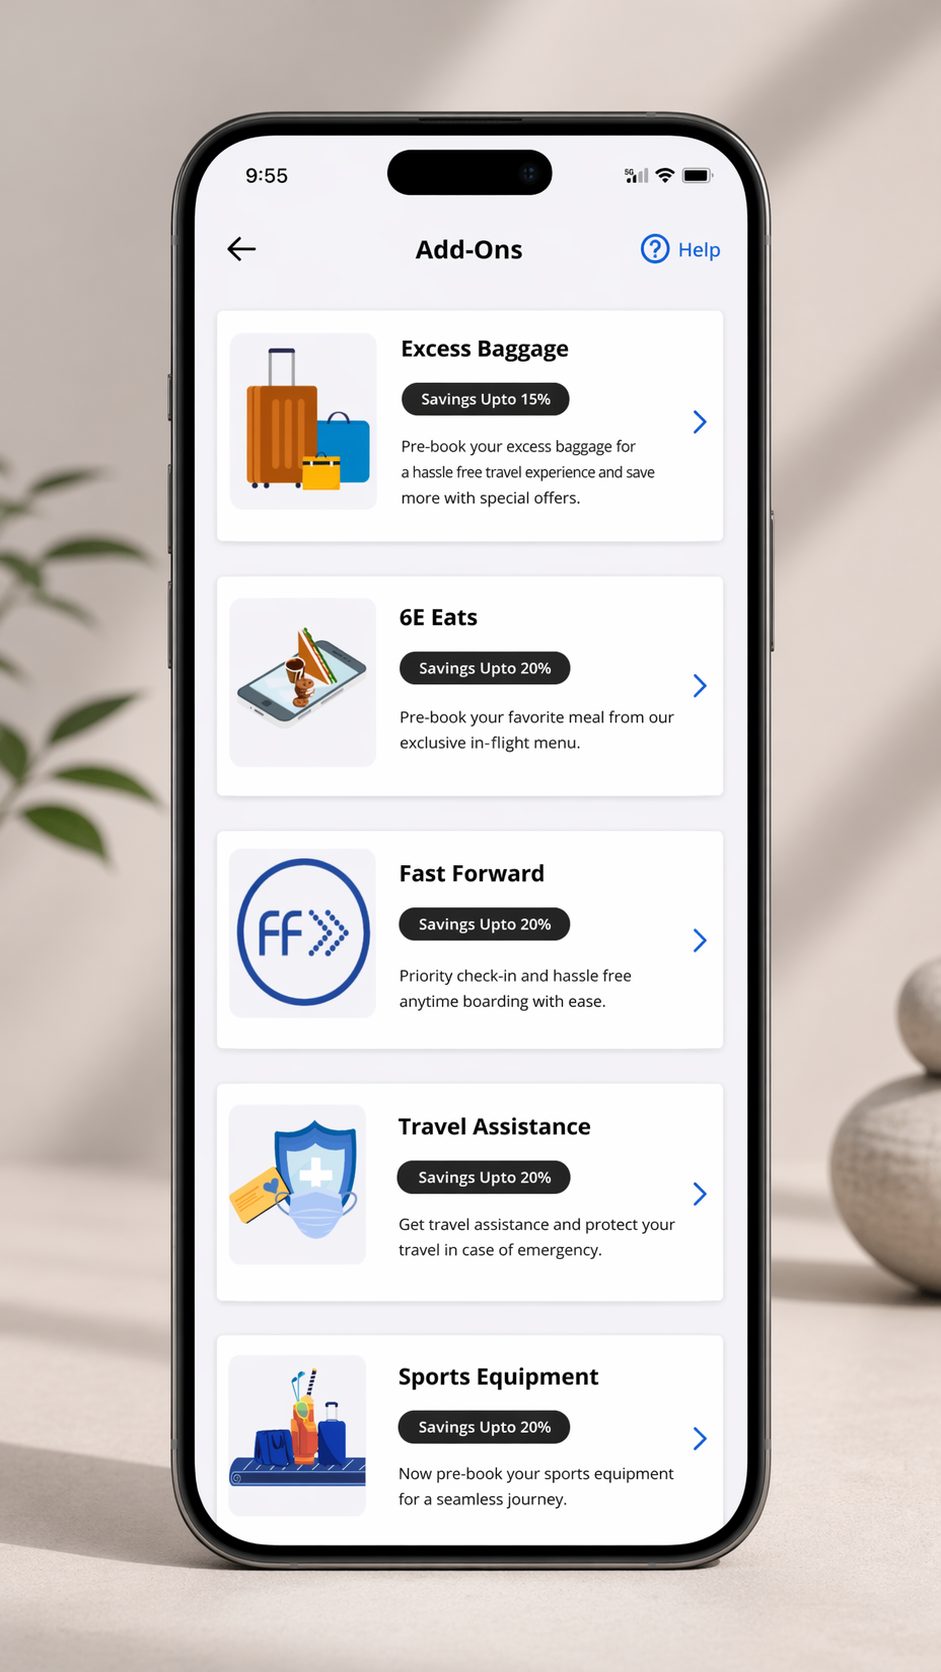 9:55
5G
Add-Ons
Help
Excess Baggage
Savings Upto 15%
Pre-book your excess baggage for
a hassle free travel experience and save
more with special offers.
6E Eats
Savings Upto 20%
Pre-book your favorite meal from our
exclusive in-flight menu.
FF
Fast Forward
Savings Upto 20%
Priority check-in and hassle free
anytime boarding with ease.
Travel Assistance
Savings Upto 20%
Get travel assistance and protect your
travel in case of emergency.
Sports Equipment
Savings Upto 20%
Now pre-book your sports equipment
for a seamless journey.